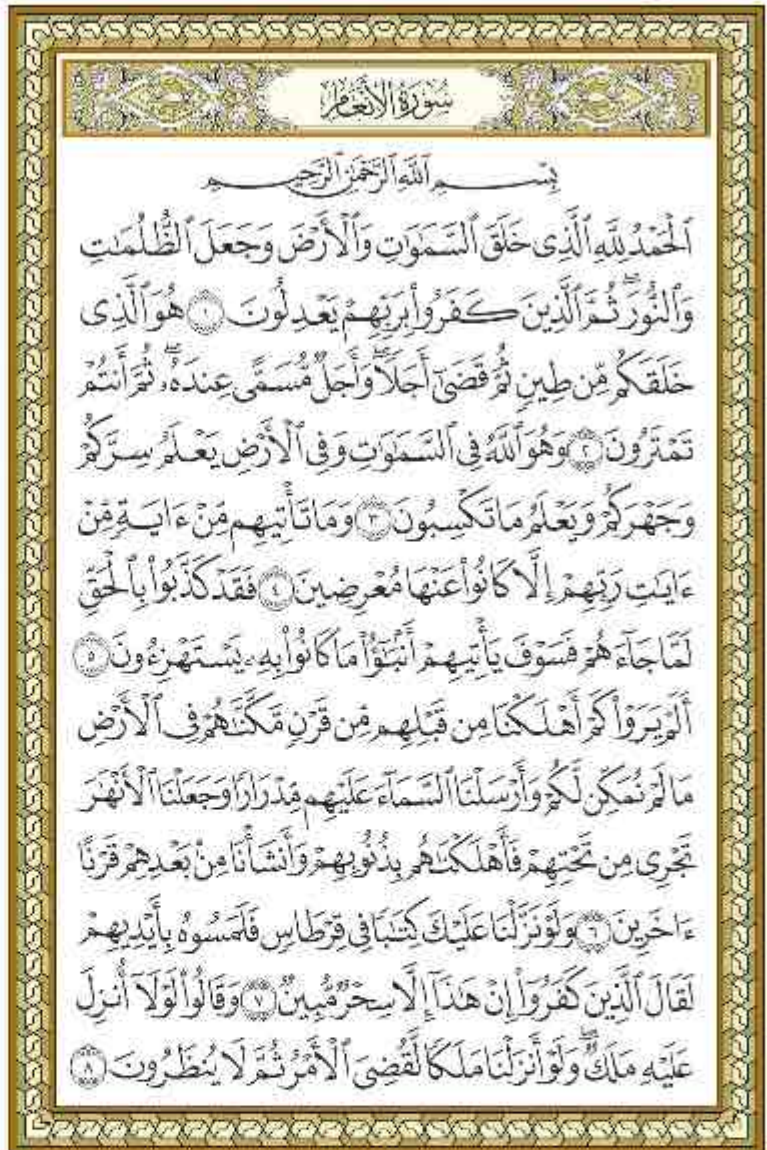 سُورَةُ الأَنْعَامِ
بِسْمِ ٱللَّهِ ٱلرَّحْمَٰنِ ٱلرَّحِيمِ
ٱلْحَمْدُ لِلَّهِ ٱلَّذِى خَلَقَ ٱلسَّمَٰوَٰتِ وَٱلْأَرْضَ وَجَعَلَ ٱلظُّلُمَٰتِ
وَٱلنُّورَ ۖ ثُمَّ ٱلَّذِينَ كَفَرُوا۟ بِرَبِّهِمْ يَعْدِلُونَ ١ هُوَ ٱلَّذِى
خَلَقَكُم مِّن طِينٍ ثُمَّ قَضَىٰٓ أَجَلًا ۖ وَأَجَلٌ مُّسَمًّى عِندَهُۥ ۖ ثُمَّ أَنتُمْ
تَمْتَرُونَ ٢ وَهُوَ ٱللَّهُ فِى ٱلسَّمَٰوَٰتِ وَفِى ٱلْأَرْضِ يَعْلَمُ سِرَّكُمْ
وَجَهْرَكُمْ وَيَعْلَمُ مَا تَكْسِبُونَ ٣ وَمَا تَأْتِيهِم مِّنْ ءَايَةٍ مِّنْ
ءَايَٰتِ رَبِّهِمْ إِلَّا كَانُوا۟ عَنْهَا مُعْرِضِينَ ٤ فَقَدْ كَذَّبُوا۟ بِٱلْحَقِّ
لَمَّا جَآءَهُمْ فَسَوْفَ يَأْتِيهِمْ أَنۢبَٰٓؤُا۟ مَا كَانُوا۟ بِهِۦ يَسْتَهْزِءُونَ ٥
أَلَمْ يَرَوْا۟ كَمْ أَهْلَكْنَا مِن قَبْلِهِم مِّن قَرْنٍ مَّكَّنَّٰهُمْ فِى ٱلْأَرْضِ
مَا لَمْ نُمَكِّن لَّكُمْ وَأَرْسَلْنَا ٱلسَّمَآءَ عَلَيْهِم مِّدْرَارًا وَجَعَلْنَا ٱلْأَنْهَٰرَ
تَجْرِى مِن تَحْتِهِمْ فَأَهْلَكْنَٰهُم بِذُنُوبِهِمْ وَأَنشَأْنَا مِنۢ بَعْدِهِمْ قَرْنًا
ءَاخَرِينَ ٦ وَلَوْ نَزَّلْنَا عَلَيْكَ كِتَٰبًا فِى قِرْطَاسٍ فَلَمَسُوهُ بِأَيْدِيهِمْ
لَقَالَ ٱلَّذِينَ كَفَرُوٓا۟ إِنْ هَٰذَآ إِلَّا سِحْرٌ مُّبِينٌ ٧ وَقَالُوا۟ لَوْلَآ أُنزِلَ
عَلَيْهِ مَلَكٌ ۖ وَلَوْ أَنزَلْنَا مَلَكًا لَّقُضِىَ ٱلْأَمْرُ ثُمَّ لَا يُنظَرُونَ ٨